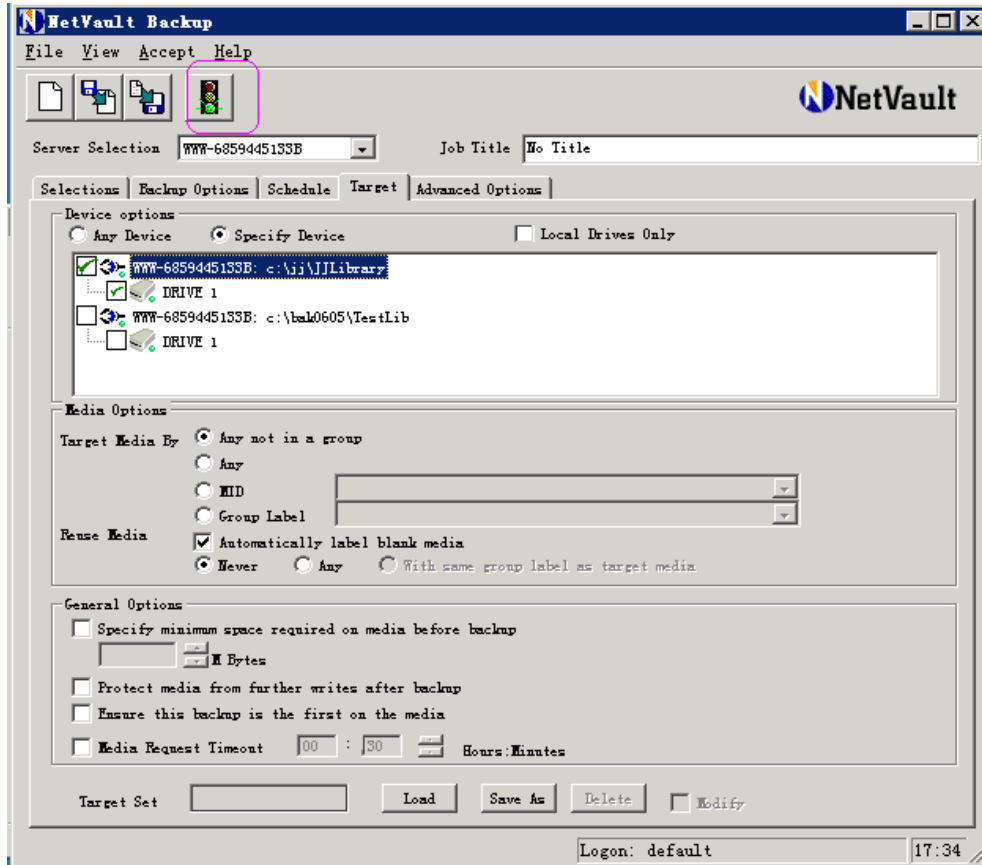 NetVault Backup
File View Accept Help
NetVault
Server Selection WWW-6859445133B Job Title No Title
Selections Backup Options Schedule Target Advanced Options
Device options
Any Device Specify Device Local Drives Only
WWW-6859445133B: c:\jj\JJLibrary
DRIVE 1
WWW-6859445133B: c:\bak0605\TestLib
DRIVE 1
Media Options
Target Media By Any not in a group
Any
MID
Group Label
Reuse Media Automatically label blank media
Never Any With same group label as target media
General Options
Specify minimum space required on media before backup
M Bytes
Protect media from further writes after backup
Ensure this backup is the first on the media
Media Request Timeout 00 : 30 Hours:Minutes
Target Set Load Save As Delete Modify
Logon: default 17:34